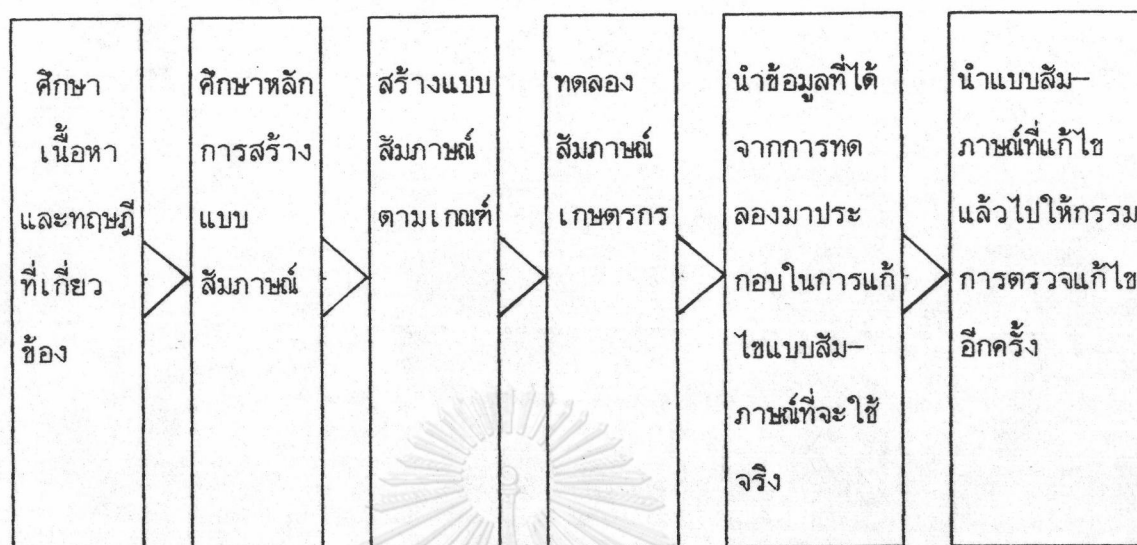 ศึกษา
เนื้อหา
และทฤษฎี
ที่เกี่ยว
ข้อง
ศึกษาหลัก
การสร้าง
แบบ
สัมภาษณ์
สร้างแบบ
สัมภาษณ์
ตามเกณฑ์
ทดลอง
สัมภาษณ์
เกษตรกร
นำข้อมูลที่ได้
จากการทด
ลองมาประ
กอบในการแก้
ไขแบบสัม-
ภาษณ์ที่จะใช้
จริง
นำแบบสัม-
ภาษณ์ที่แก้ไข
แล้วไปให้กรรม
การตรวจแก้ไข
อีกครั้ง